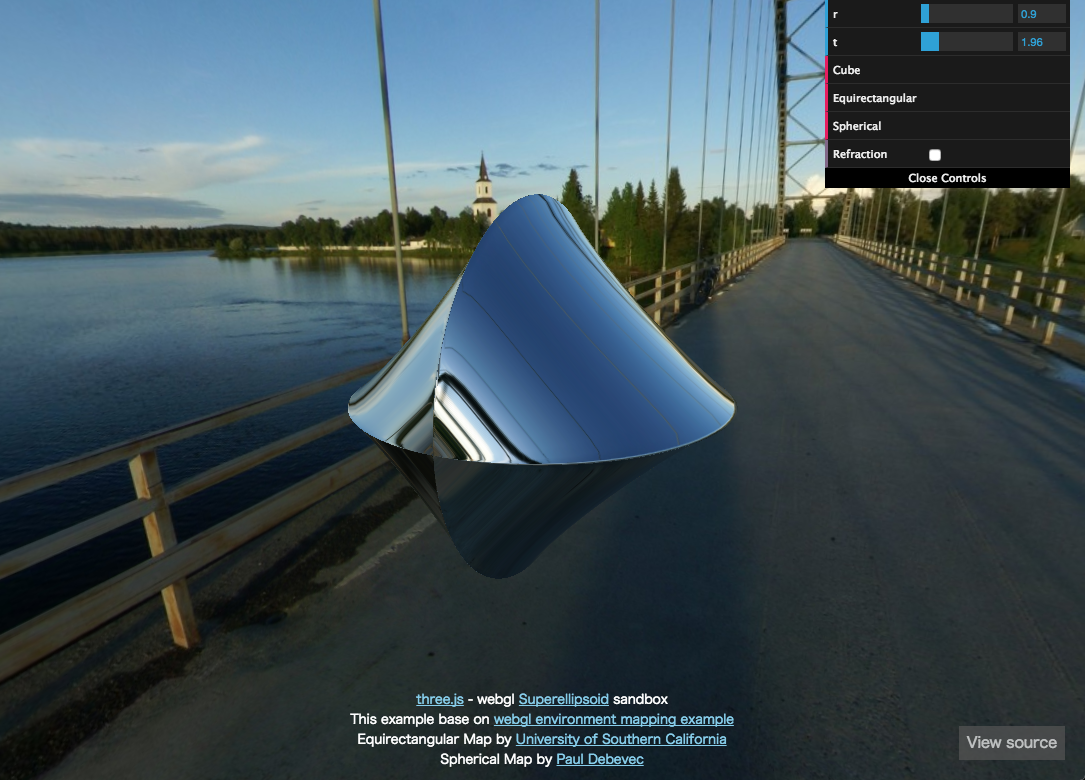 r 0.9
t 1.96
Cube
Equirectangular
Spherical
Refraction
Close Controls
three.js - webgl Superellipsoid sandbox
This example base on webgl environment mapping example
Equirectangular Map by University of Southern California
Spherical Map by Paul Debevec
View source